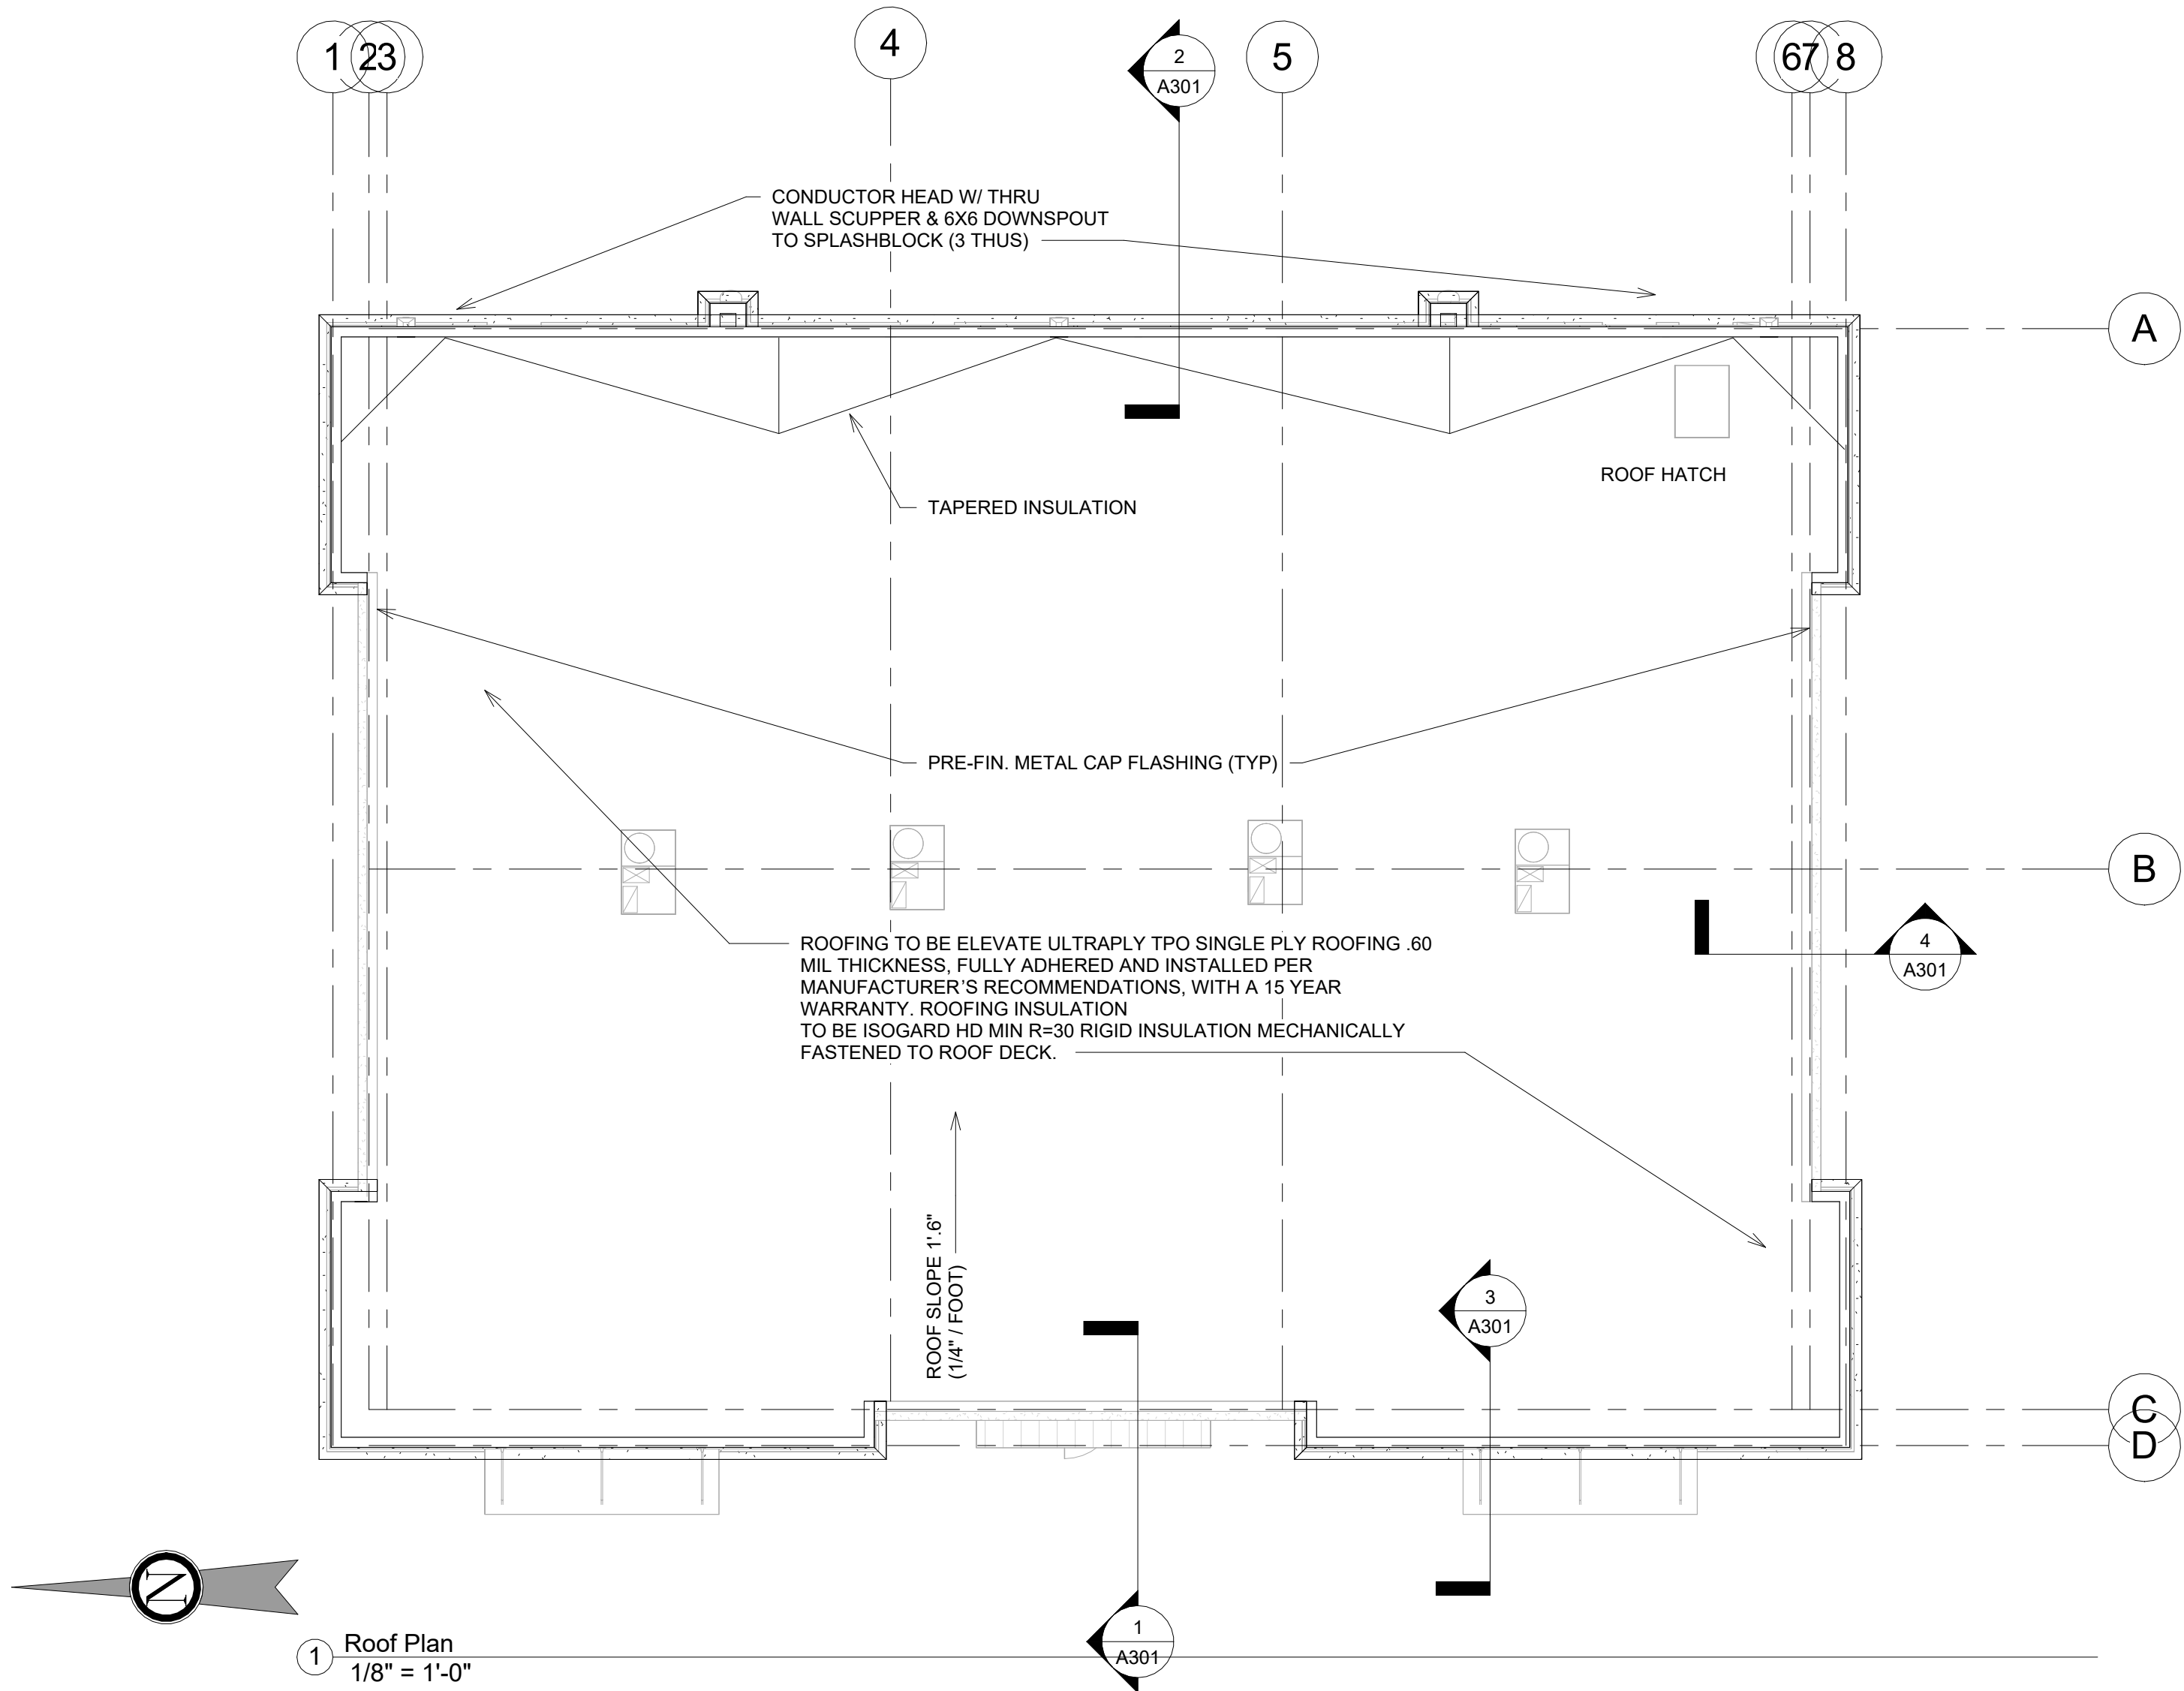 1
2
3
4
5
6
7
8
2
A301
CONDUCTOR HEAD W/ THRU
WALL SCUPPER & 6X6 DOWNSPOUT
TO SPLASHBLOCK (3 THUS)
A
ROOF HATCH
TAPERED INSULATION
PRE-FIN. METAL CAP FLASHING (TYP)
B
ROOFING TO BE ELEVATE ULTRAPLY TPO SINGLE PLY ROOFING .60
MIL THICKNESS, FULLY ADHERED AND INSTALLED PER
MANUFACTURER’S RECOMMENDATIONS, WITH A 15 YEAR
WARRANTY. ROOFING INSULATION
TO BE ISOGARD HD MIN R=30 RIGID INSULATION MECHANICALLY
FASTENED TO ROOF DECK.
4
A301
ROOF SLOPE 1'.6"
(1/4" / FOOT)
3
A301
C
D
N
1
A301
1
Roof Plan
1/8" = 1'-0"